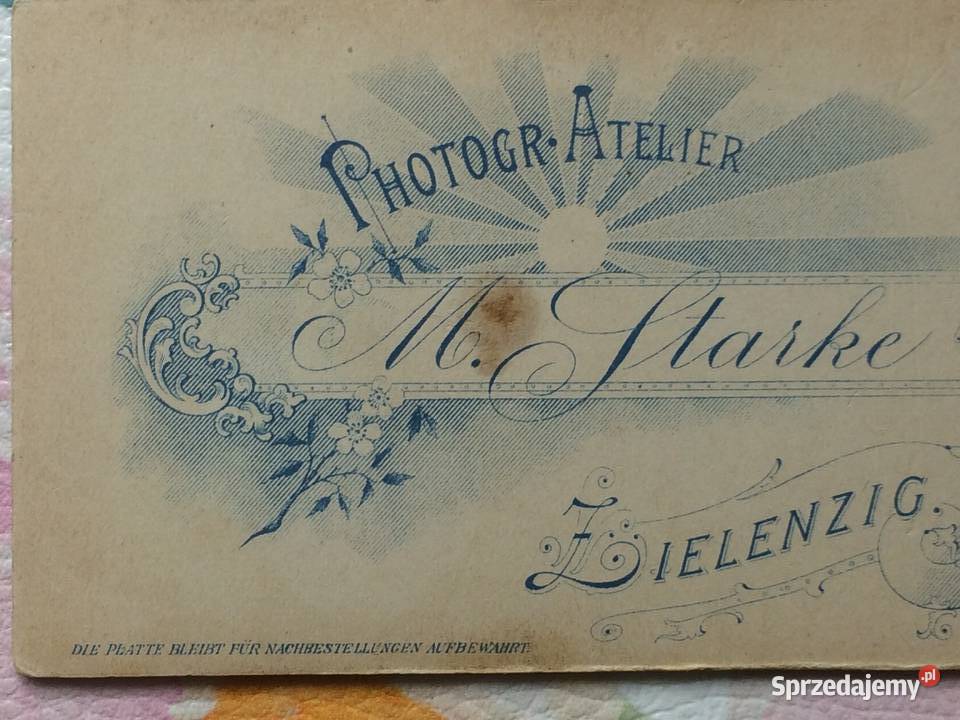 PHOTOGR. ATELIER
M. Starke
ZIELENZIG.
DIE PLATTE BLEIBT FÜR NACHBESTELLUNGEN AUFBEWAHRT.
Sprzedajemy.pl